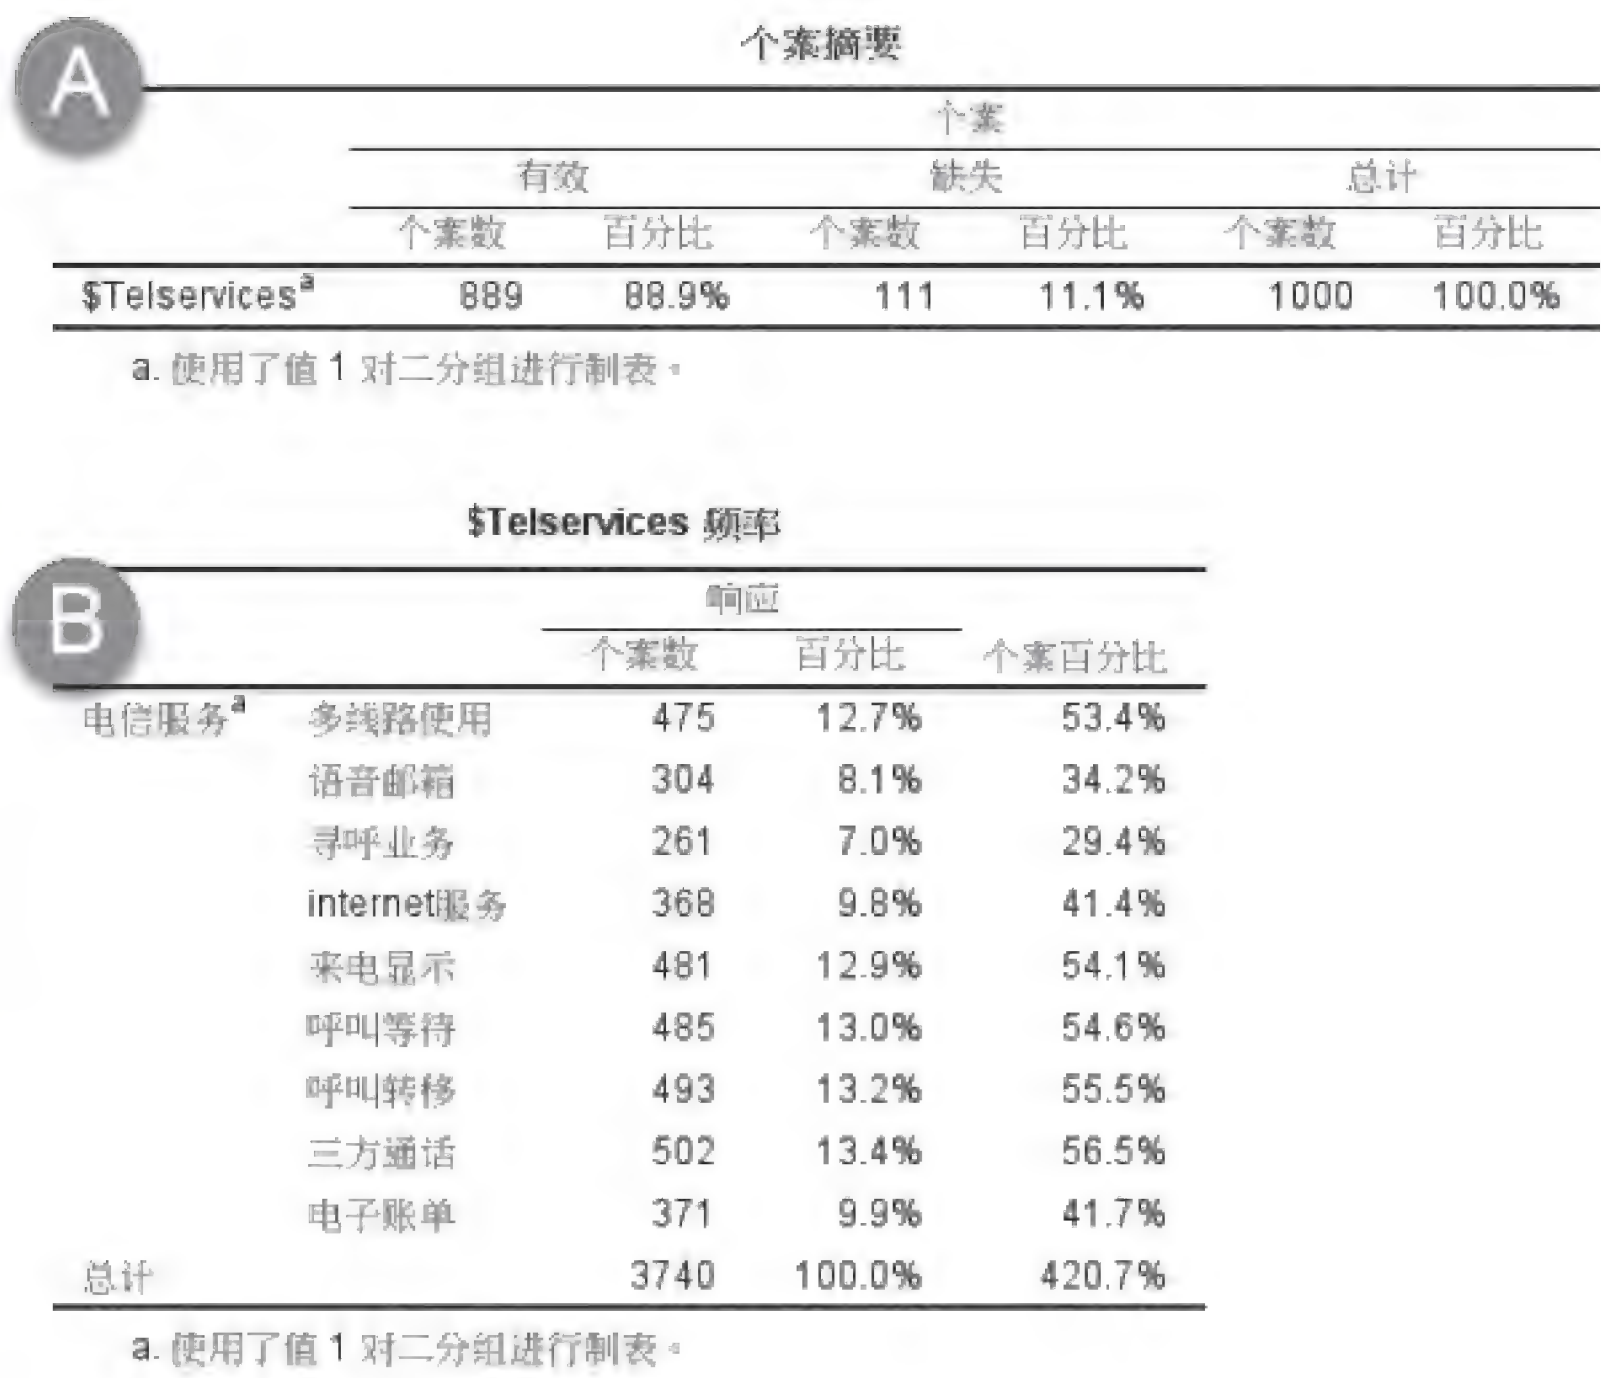 A
个案摘要
个案
有效 缺失 总计
个案数 百分比 个案数 百分比 个案数 百分比
$Telservicesª 889 88.9% 111 11.1% 1000 100.0%
a. 使用了值 1 对二分组进行制表。
$Telservices 频率
B
响应
个案数 百分比 个案百分比
电信服务ª 多线路使用 475 12.7% 53.4%
语音邮箱 304 8.1% 34.2%
寻呼业务 261 7.0% 29.4%
internet服务 368 9.8% 41.4%
来电显示 481 12.9% 54.1%
呼叫等待 485 13.0% 54.6%
呼叫转移 493 13.2% 55.5%
三方通话 502 13.4% 56.5%
电子账单 371 9.9% 41.7%
总计 3740 100.0% 420.7%
a. 使用了值 1 对二分组进行制表。